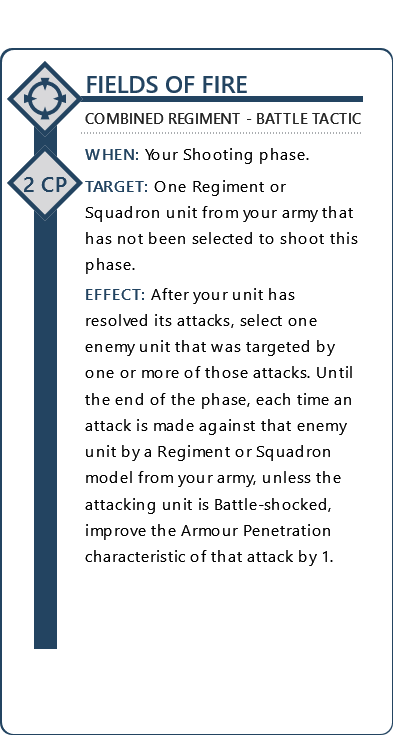 FIELDS OF FIRE
COMBINED REGIMENT - BATTLE TACTIC
WHEN: Your Shooting phase.
2 CP
TARGET: One Regiment or
Squadron unit from your army that
has not been selected to shoot this
phase.
EFFECT: After your unit has
resolved its attacks, select one
enemy unit that was targeted by
one or more of those attacks. Until
the end of the phase, each time an
attack is made against that enemy
unit by a Regiment or Squadron
model from your army, unless the
attacking unit is Battle-shocked,
improve the Armour Penetration
characteristic of that attack by 1.